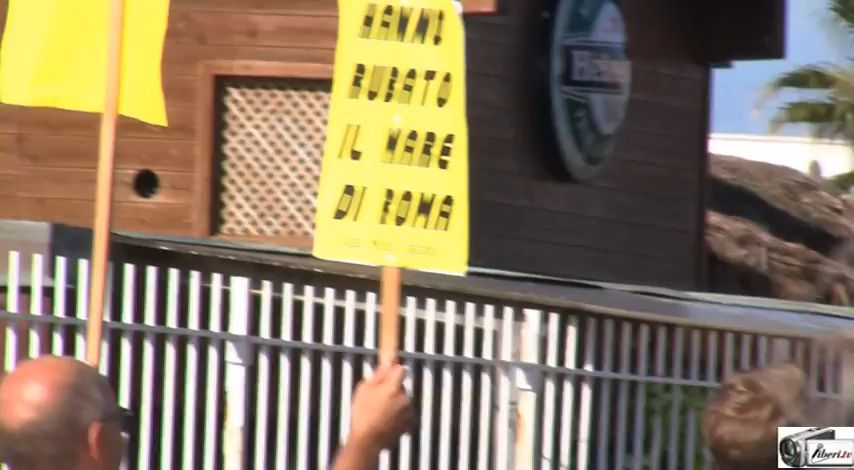 HANNO
RUBATO
IL MARE
DI ROMA
liberi.tv